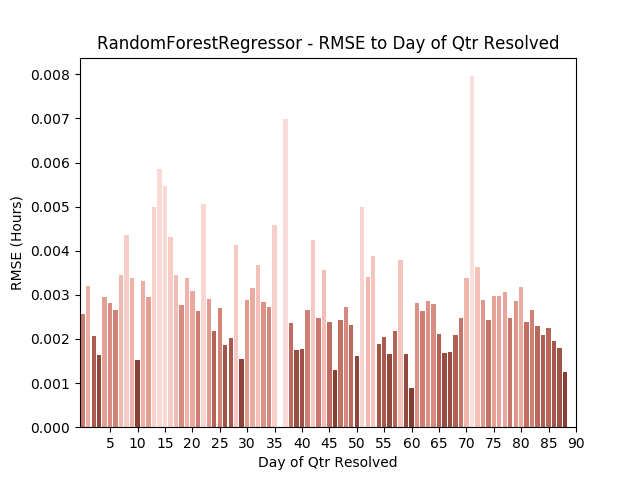 RandomForestRegressor - RMSE to Day of Qtr Resolved
0.008
0.007
0.006
0.005
0.004
0.003
0.002
0.001
0.000
RMSE (Hours)
5 10 15 20 25 30 35 40 45 50 55 60 65 70 75 80 85 90
Day of Qtr Resolved